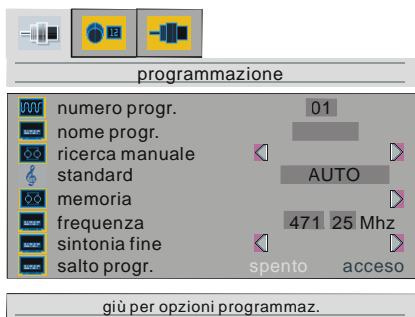 12
programmazione
numero progr. 01
nome progr.
ricerca manuale
standard AUTO
memoria
frequenza 471 25 Mhz
sintonia fine
salto progr. spento acceso
giù per opzioni programmaz.